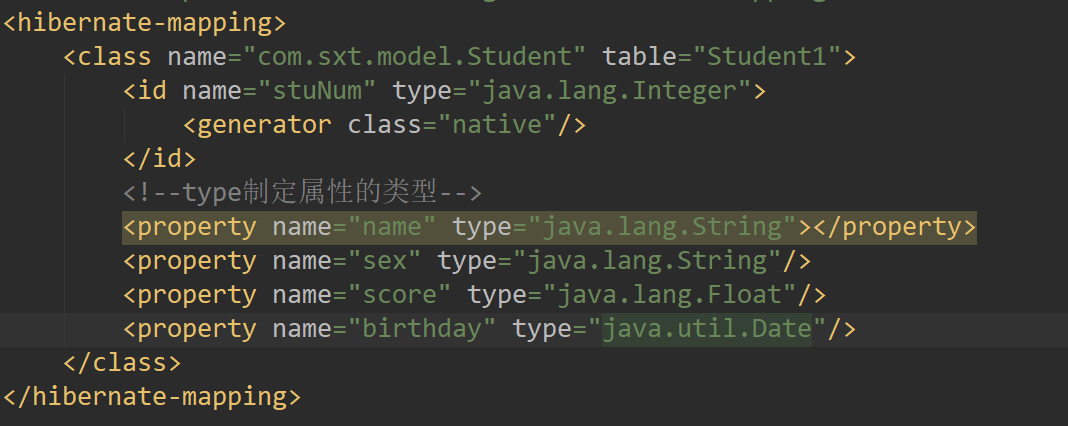 <hibernate-mapping>
<class name="com.sxt.model.Student" table="Student1">
<id name="stuNum" type="java.lang.Integer">
<generator class="native"/>
</id>
<!--type制定属性的类型-->
<property name="name" type="java.lang.String"></property>
<property name="sex" type="java.lang.String"/>
<property name="score" type="java.lang.Float"/>
<property name="birthday" type="java.util.Date"/>
</class>
</hibernate-mapping>